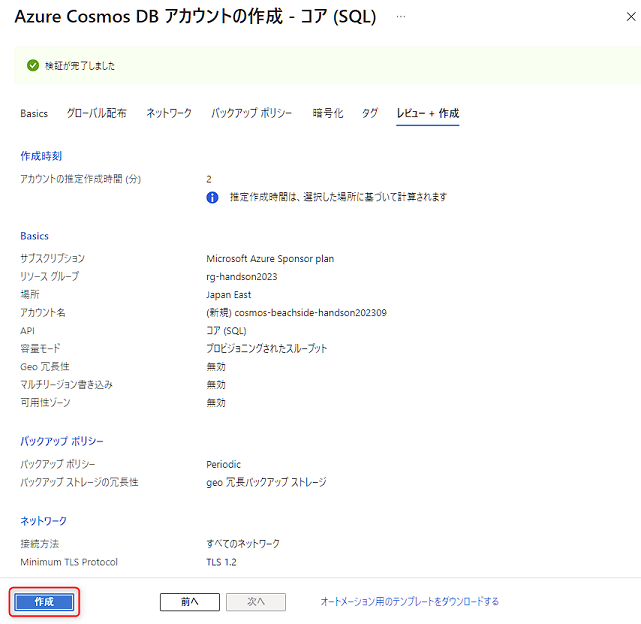 Azure Cosmos DB アカウントの作成 - コア (SQL) … ×
検証が完了しました
Basics グローバル配布 ネットワーク バックアップ ポリシー 暗号化 タグ レビュー + 作成
作成時刻
アカウントの推定作成時間 (分) 2
推定作成時間は、選択した場所に基づいて計算されます
Basics
サブスクリプション Microsoft Azure Sponsor plan
リソース グループ rg-handson2023
場所 Japan East
アカウント名 (新規) cosmos-beachside-handson202309
API コア (SQL)
容量モード プロビジョニングされたスループット
Geo 冗長性 無効
マルチリージョン書き込み 無効
可用性ゾーン 無効
バックアップ ポリシー
バックアップ ポリシー Periodic
バックアップ ストレージの冗長性 geo 冗長バックアップ ストレージ
ネットワーク
接続方法 すべてのネットワーク
Minimum TLS Protocol TLS 1.2
作成 前へ 次へ オートメーション用のテンプレートをダウンロードする